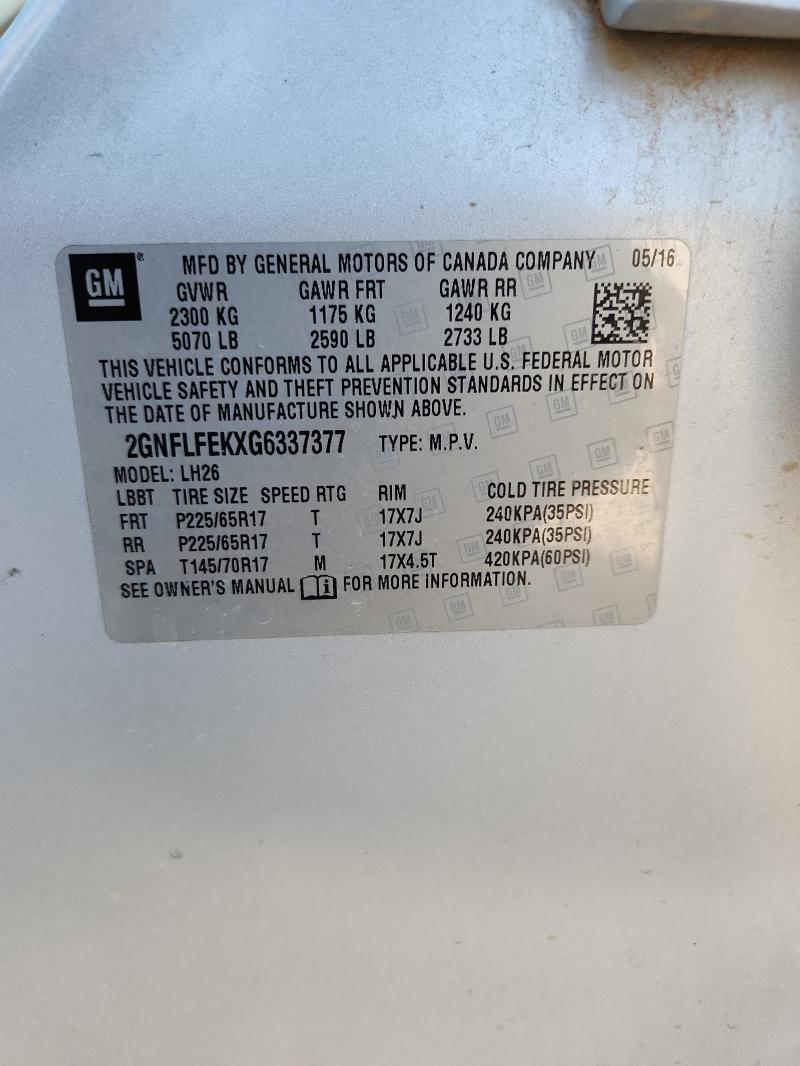 GM ® MFD BY GENERAL MOTORS OF CANADA COMPANY 05/16
GVWR GAWR FRT GAWR RR
2300 KG 1175 KG 1240 KG
5070 LB 2590 LB 2733 LB
THIS VEHICLE CONFORMS TO ALL APPLICABLE U.S. FEDERAL MOTOR
VEHICLE SAFETY AND THEFT PREVENTION STANDARDS IN EFFECT ON
THE DATE OF MANUFACTURE SHOWN ABOVE.
2GNFLFEKXG6337377 TYPE: M.P.V.
MODEL: LH26
LBBT TIRE SIZE SPEED RTG RIM COLD TIRE PRESSURE
FRT P225/65R17 T 17X7J 240KPA(35PSI)
RR P225/65R17 T 17X7J 240KPA(35PSI)
SPA T145/70R17 M 17X4.5T 420KPA(60PSI)
SEE OWNER'S MANUAL i FOR MORE INFORMATION.